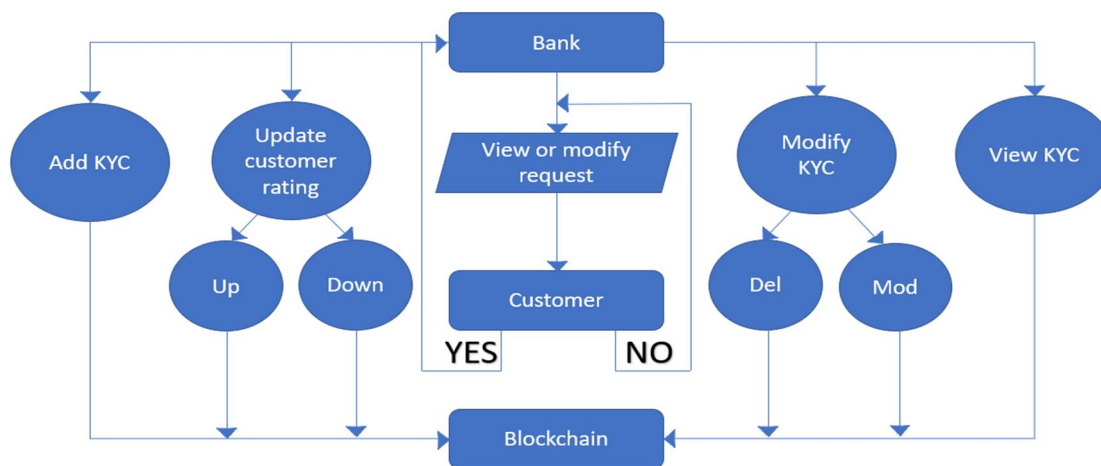 Bank
Add KYC
Update
customer
rating
View or modify
request
Modify
KYC
View KYC
Up
Down
Customer
Del
Mod
YES
NO
Blockchain